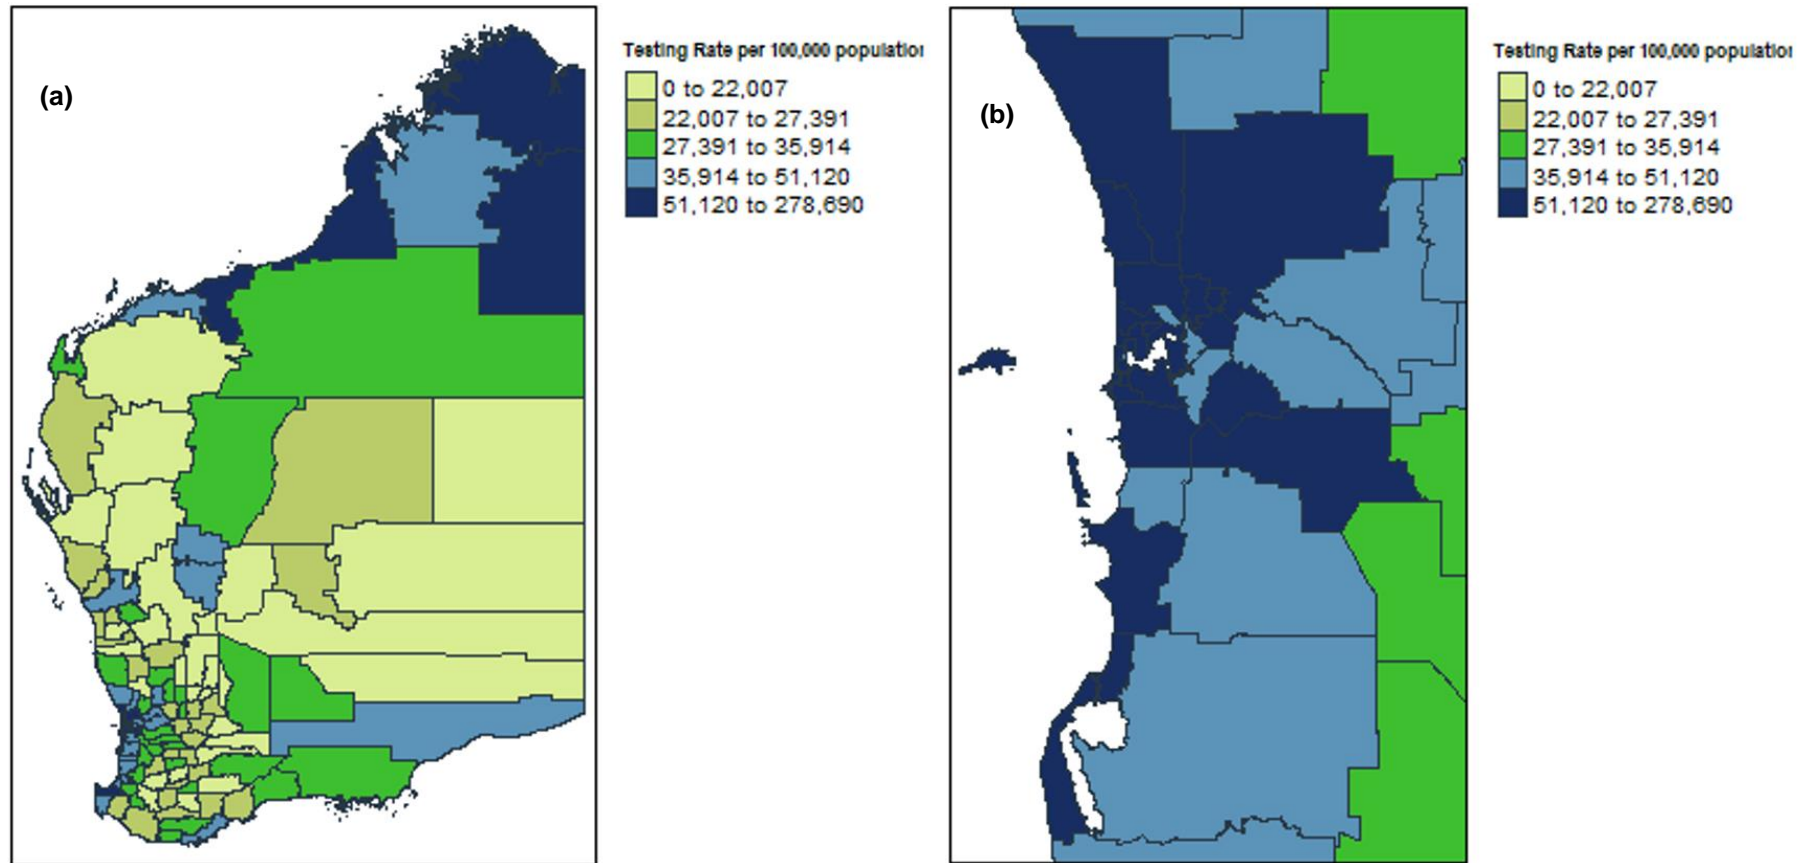 (a)
Testing Rate per 100,000 population
0 to 22,007
22,007 to 27,391
27,391 to 35,914
35,914 to 51,120
51,120 to 278,690
(b)
Testing Rate per 100,000 population
0 to 22,007
22,007 to 27,391
27,391 to 35,914
35,914 to 51,120
51,120 to 278,690